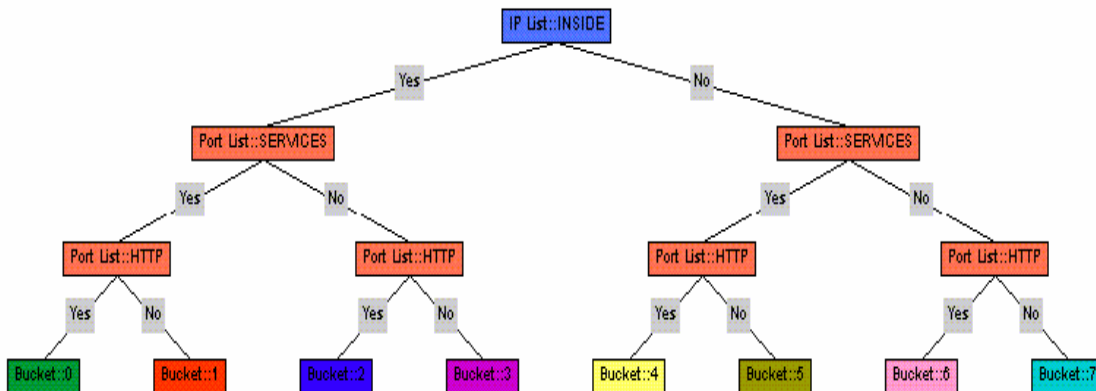 IP List::INSIDE
Yes
No
Port List::SERVICES
Port List::SERVICES
Yes
No
Yes
No
Port List::HTTP
Port List::HTTP
Port List::HTTP
Port List::HTTP
Yes
No
Yes
No
Yes
No
Yes
No
Bucket::0
Bucket::1
Bucket::2
Bucket::3
Bucket::4
Bucket::5
Bucket::6
Bucket::7